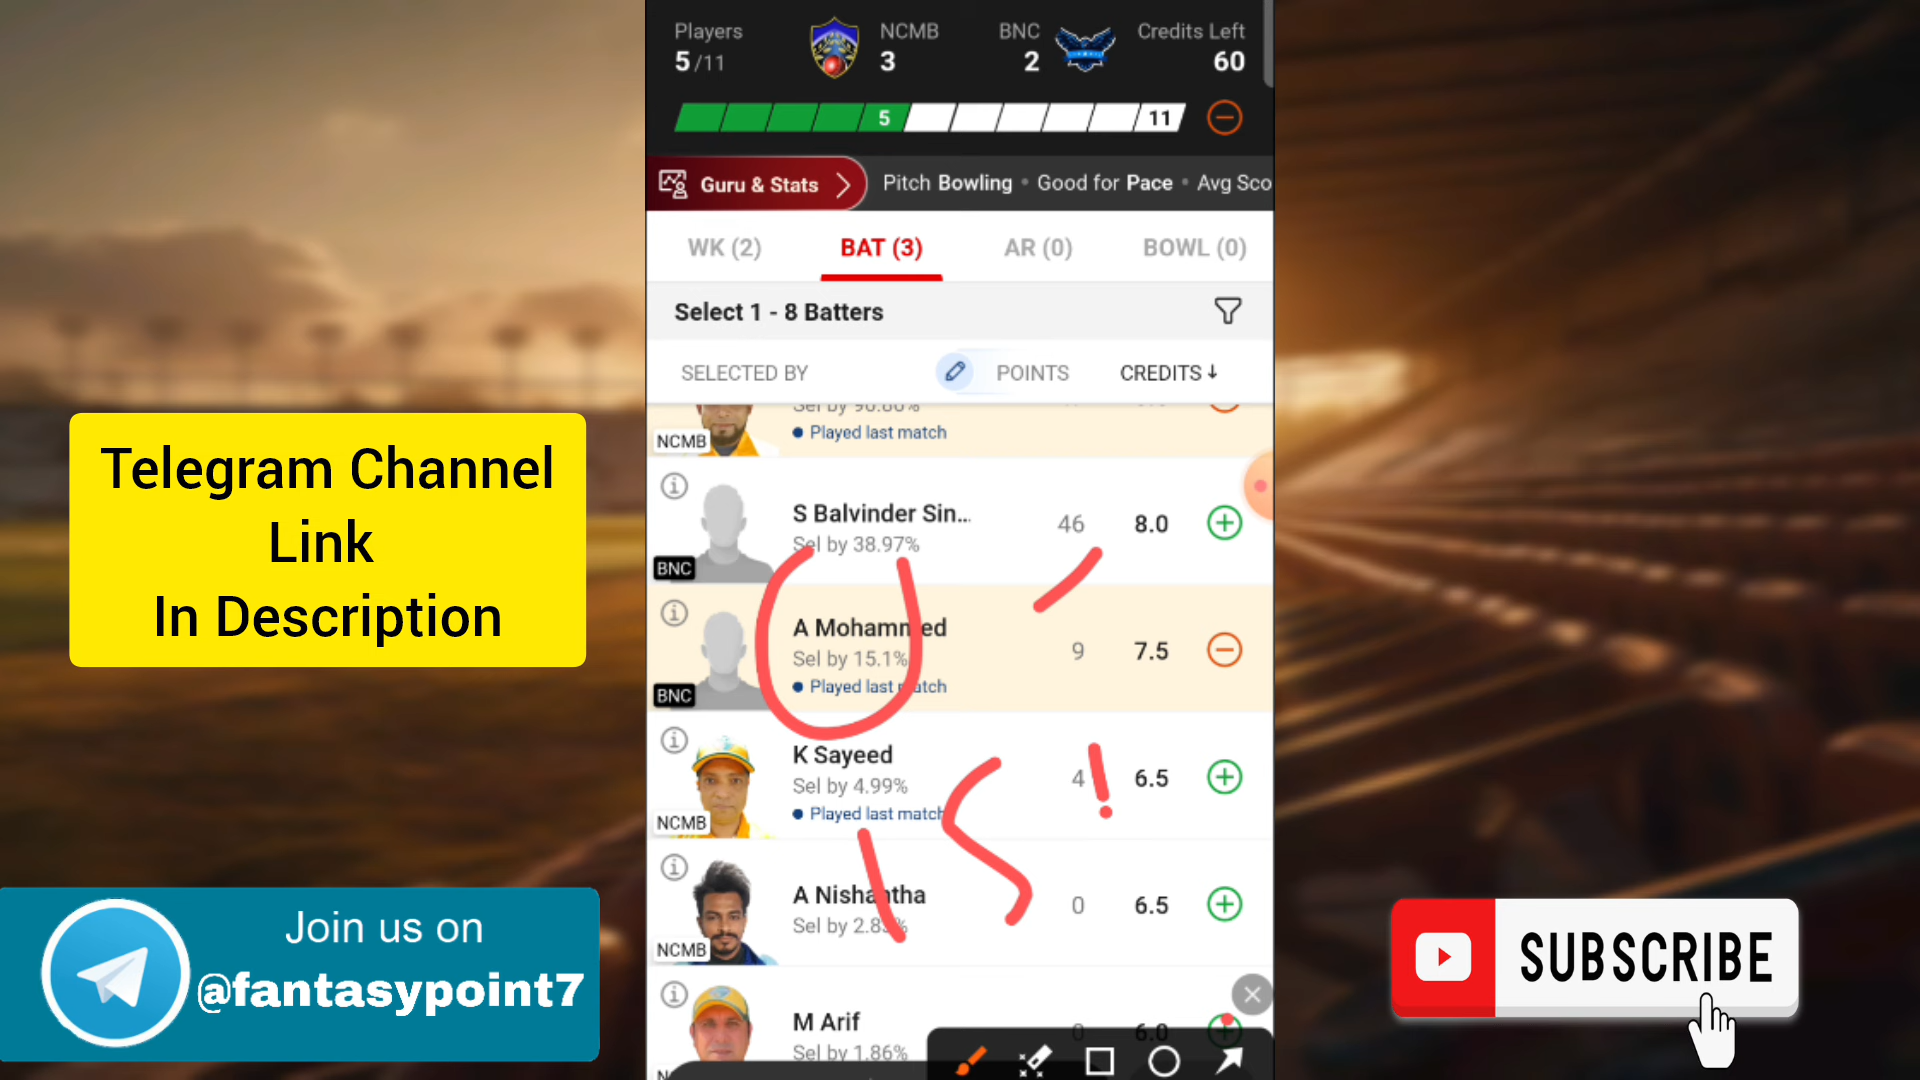 Players
NCMB
BNC
Credits Left
5/11
3
2
60
5
11
Guru & Stats
Pitch Bowling • Good for Pace • Avg Sco
WK (2)
BAT (3)
AR (0)
BOWL (0)
Select 1 - 8 Batters
SELECTED BY
POINTS
CREDITS ↓
Played last match
NCMB
S Balvinder Sin...
Sel by 38.97%
46
8.0
BNC
A Mohammed
Sel by 15.1%
Played last match
9
7.5
BNC
K Sayeed
Sel by 4.99%
Played last match
4
6.5
NCMB
A Nishantha
0
6.5
NCMB
M Arif
Sel by 1.86%
0
6.0
Telegram Channel
Link
In Description
Join us on
@fantasypoint7
SUBSCRIBE